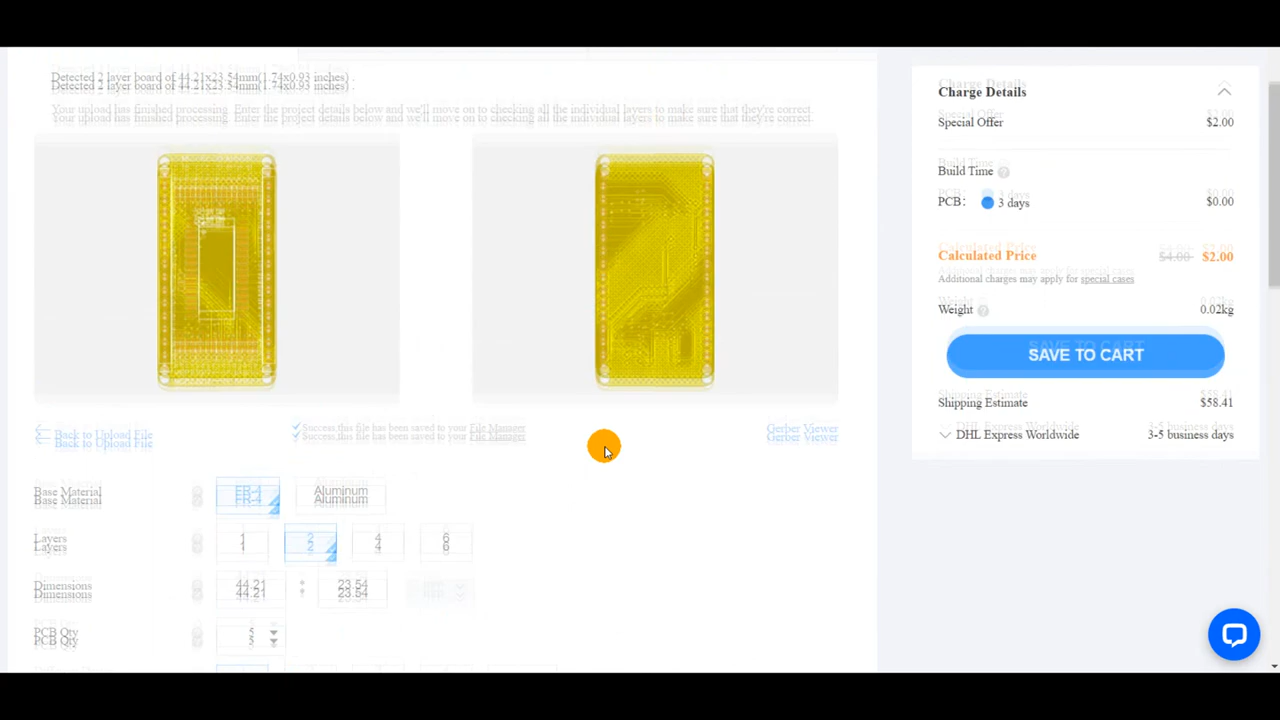 Detected 2 layer board of 44.21x23.54mm(1.74x0.93 inches) .
Your upload has finished processing. Enter the project details below and we'll move on to checking all the individual layers to make sure that they're correct.
Back to Upload File
Success this file has been saved to your File Manager
Gerber Viewer
Base Material
FR-4
Aluminum
Layers
1
2
4
6
Dimensions
44.21
*
23.54
PCB Qty
5
Charge Details
Special Offer
$2.00
Build Time
PCB:
3 days
$0.00
Calculated Price
$4.00
$2.00
Additional charges may apply for special cases
Weight
0.02kg
SAVE TO CART
Shipping Estimate
$58.41
DHL Express Worldwide
3-5 business days